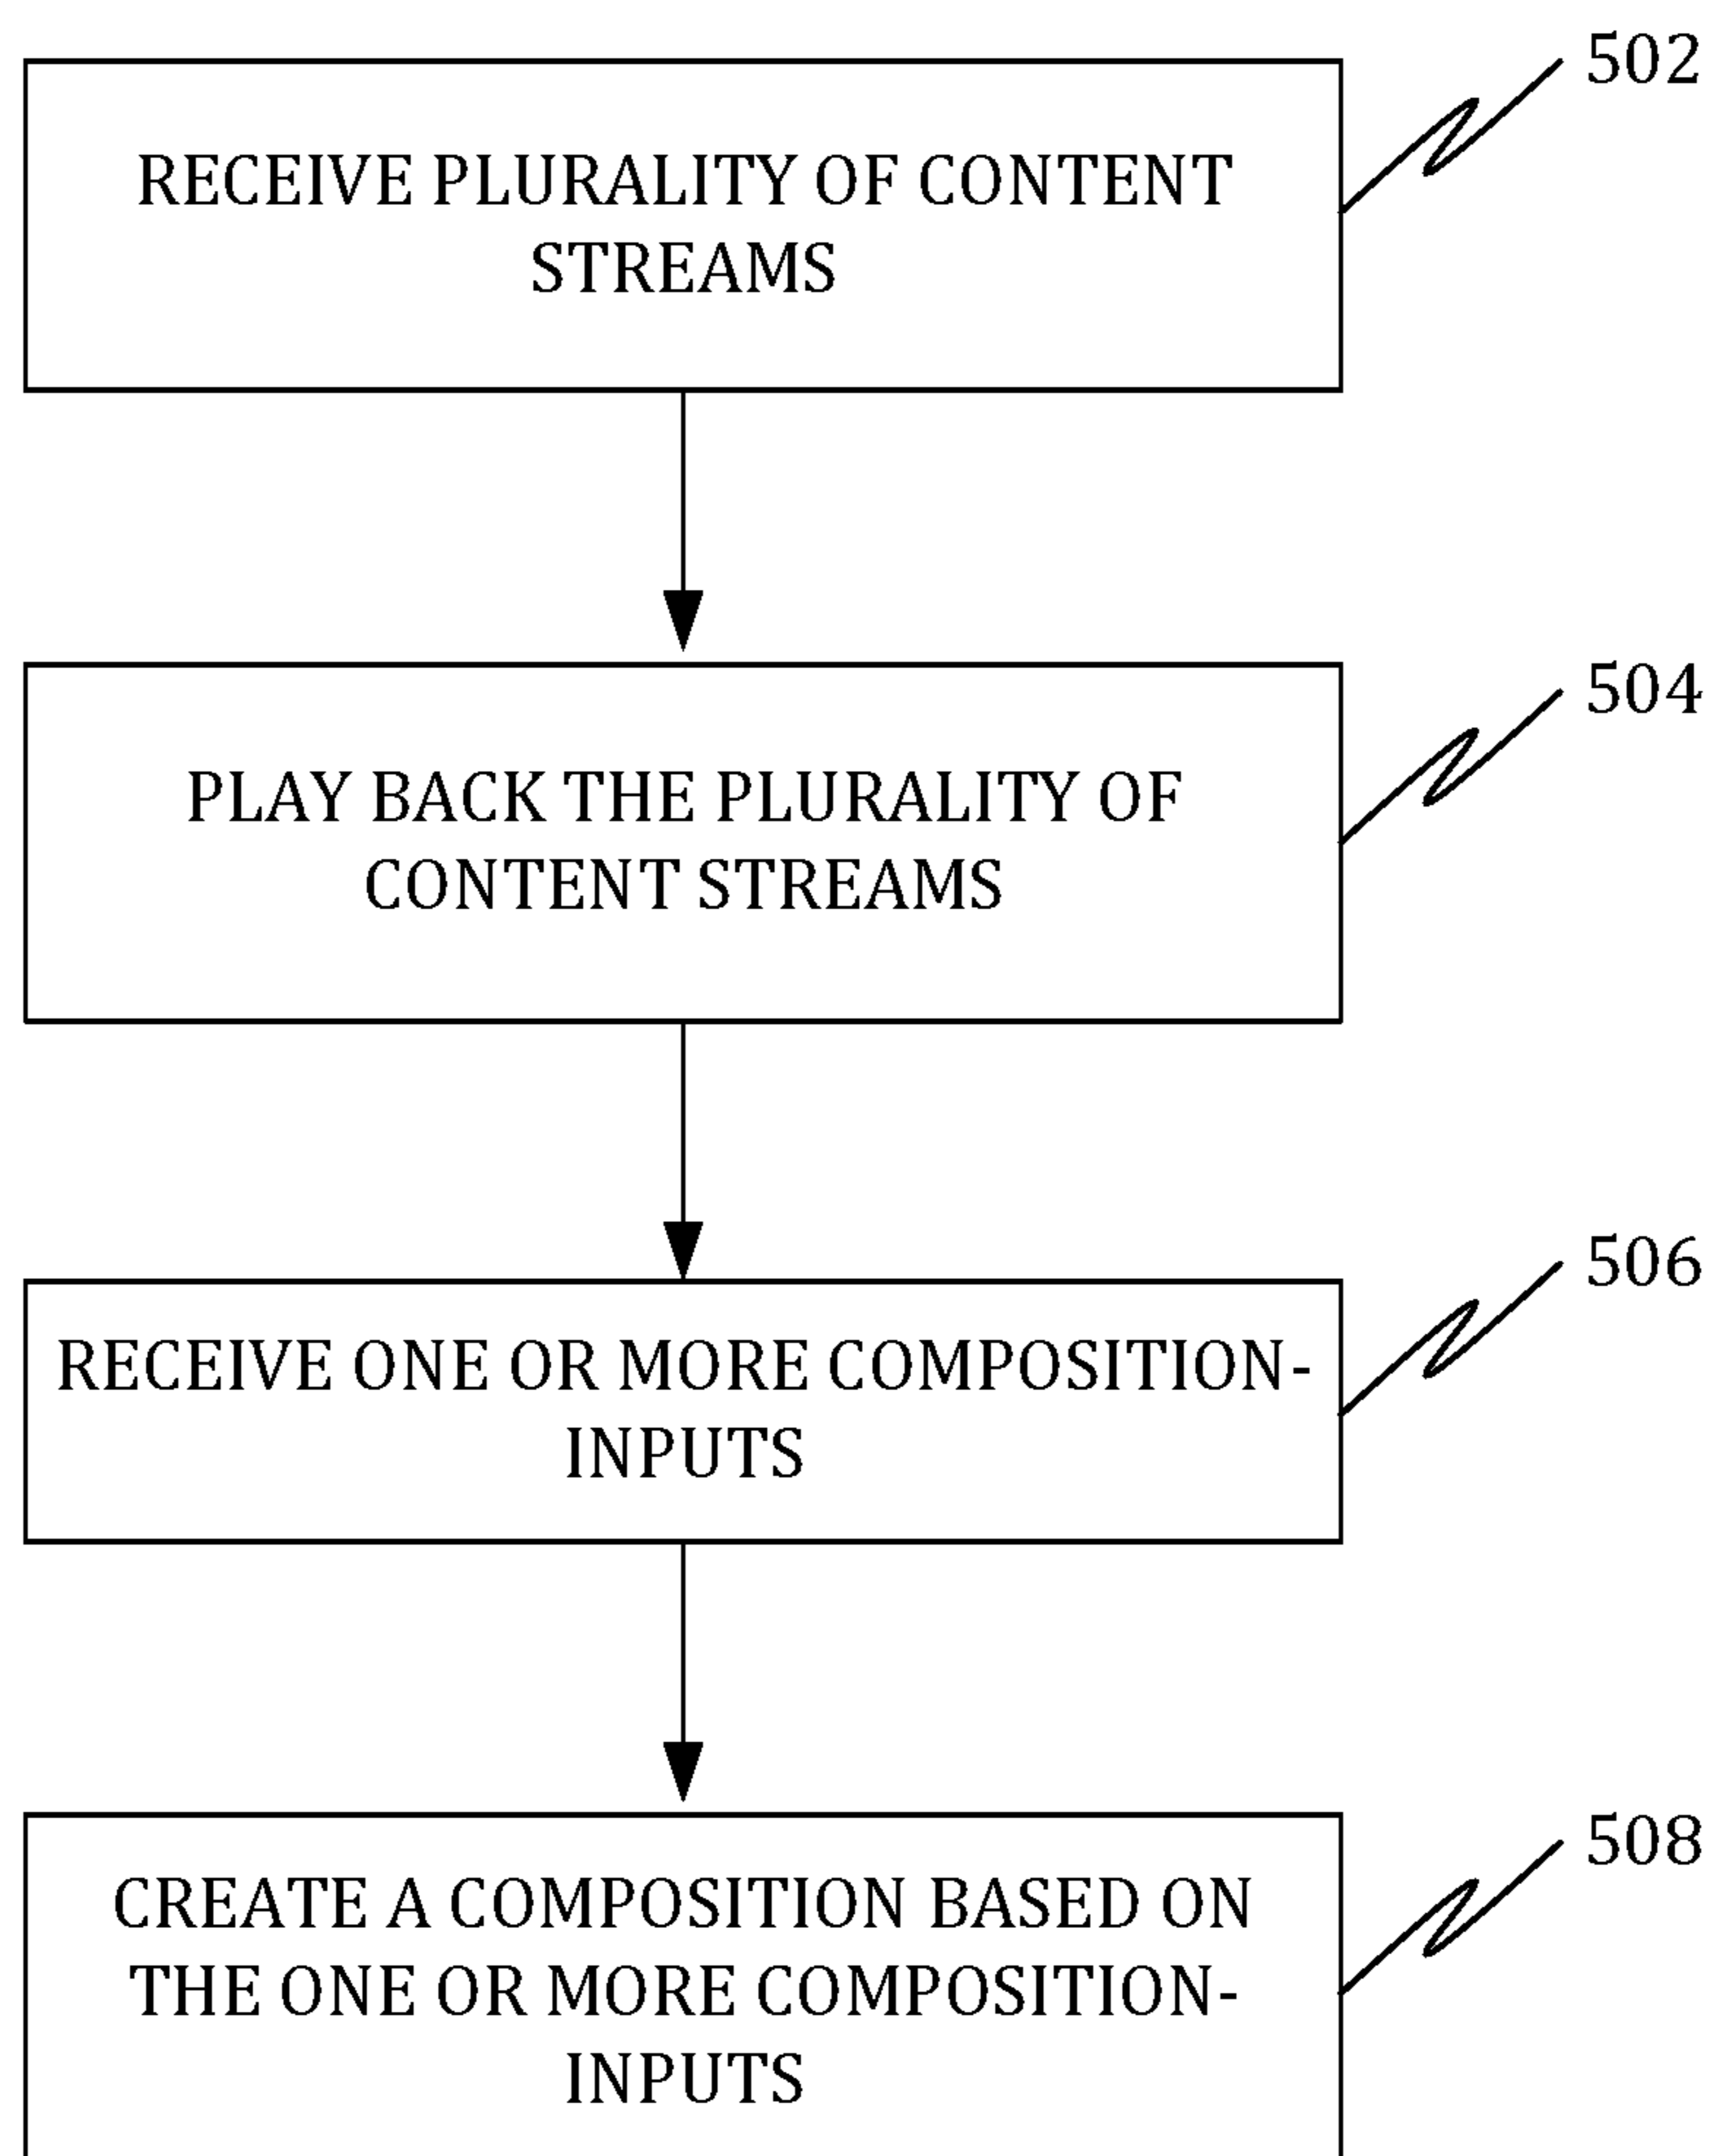 502
RECEIVE PLURALITY OF CONTENT
STREAMS
504
PLAY BACK THE PLURALITY OF
CONTENT STREAMS
506
RECEIVE ONE OR MORE COMPOSITION-
INPUTS
508
CREATE A COMPOSITION BASED ON
THE ONE OR MORE COMPOSITION-
INPUTS